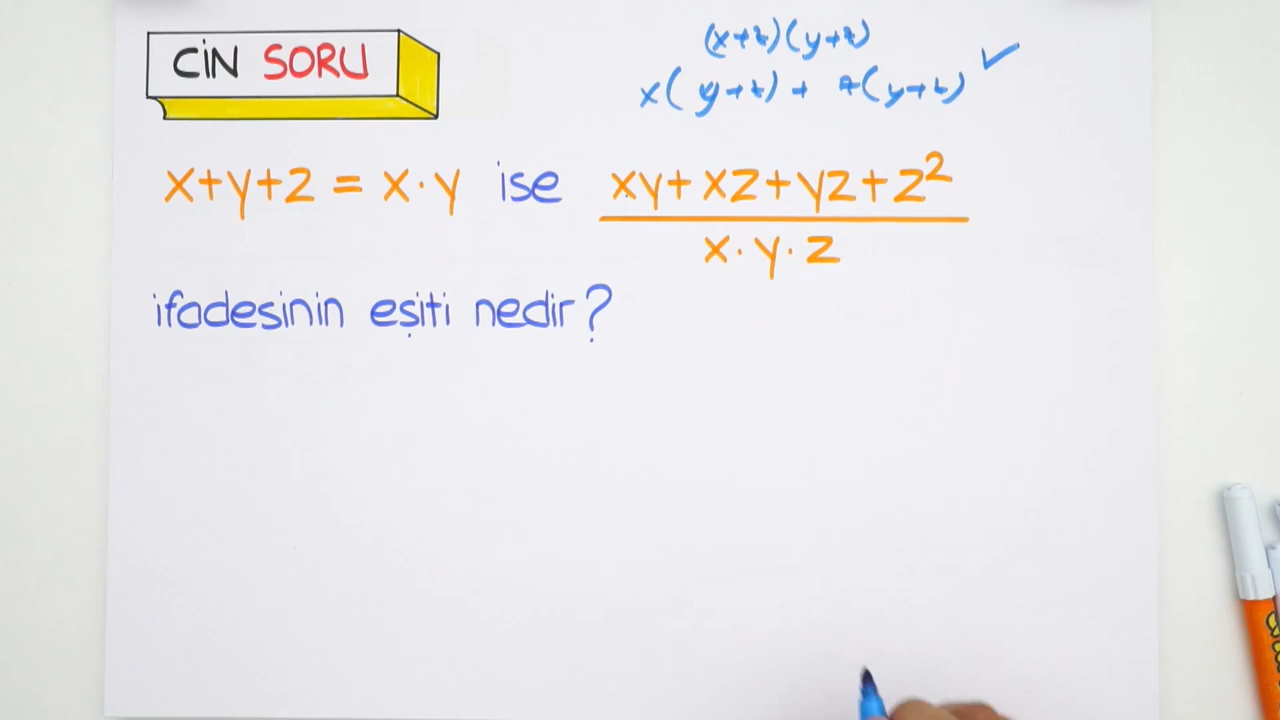 CİN SORU
(x+z)(y+z)
x(y+z) + z(y+z) ✓
x+y+z = x·y ise xy+xz+yz+z²
x·y·z
ifadesinin eşiti nedir?